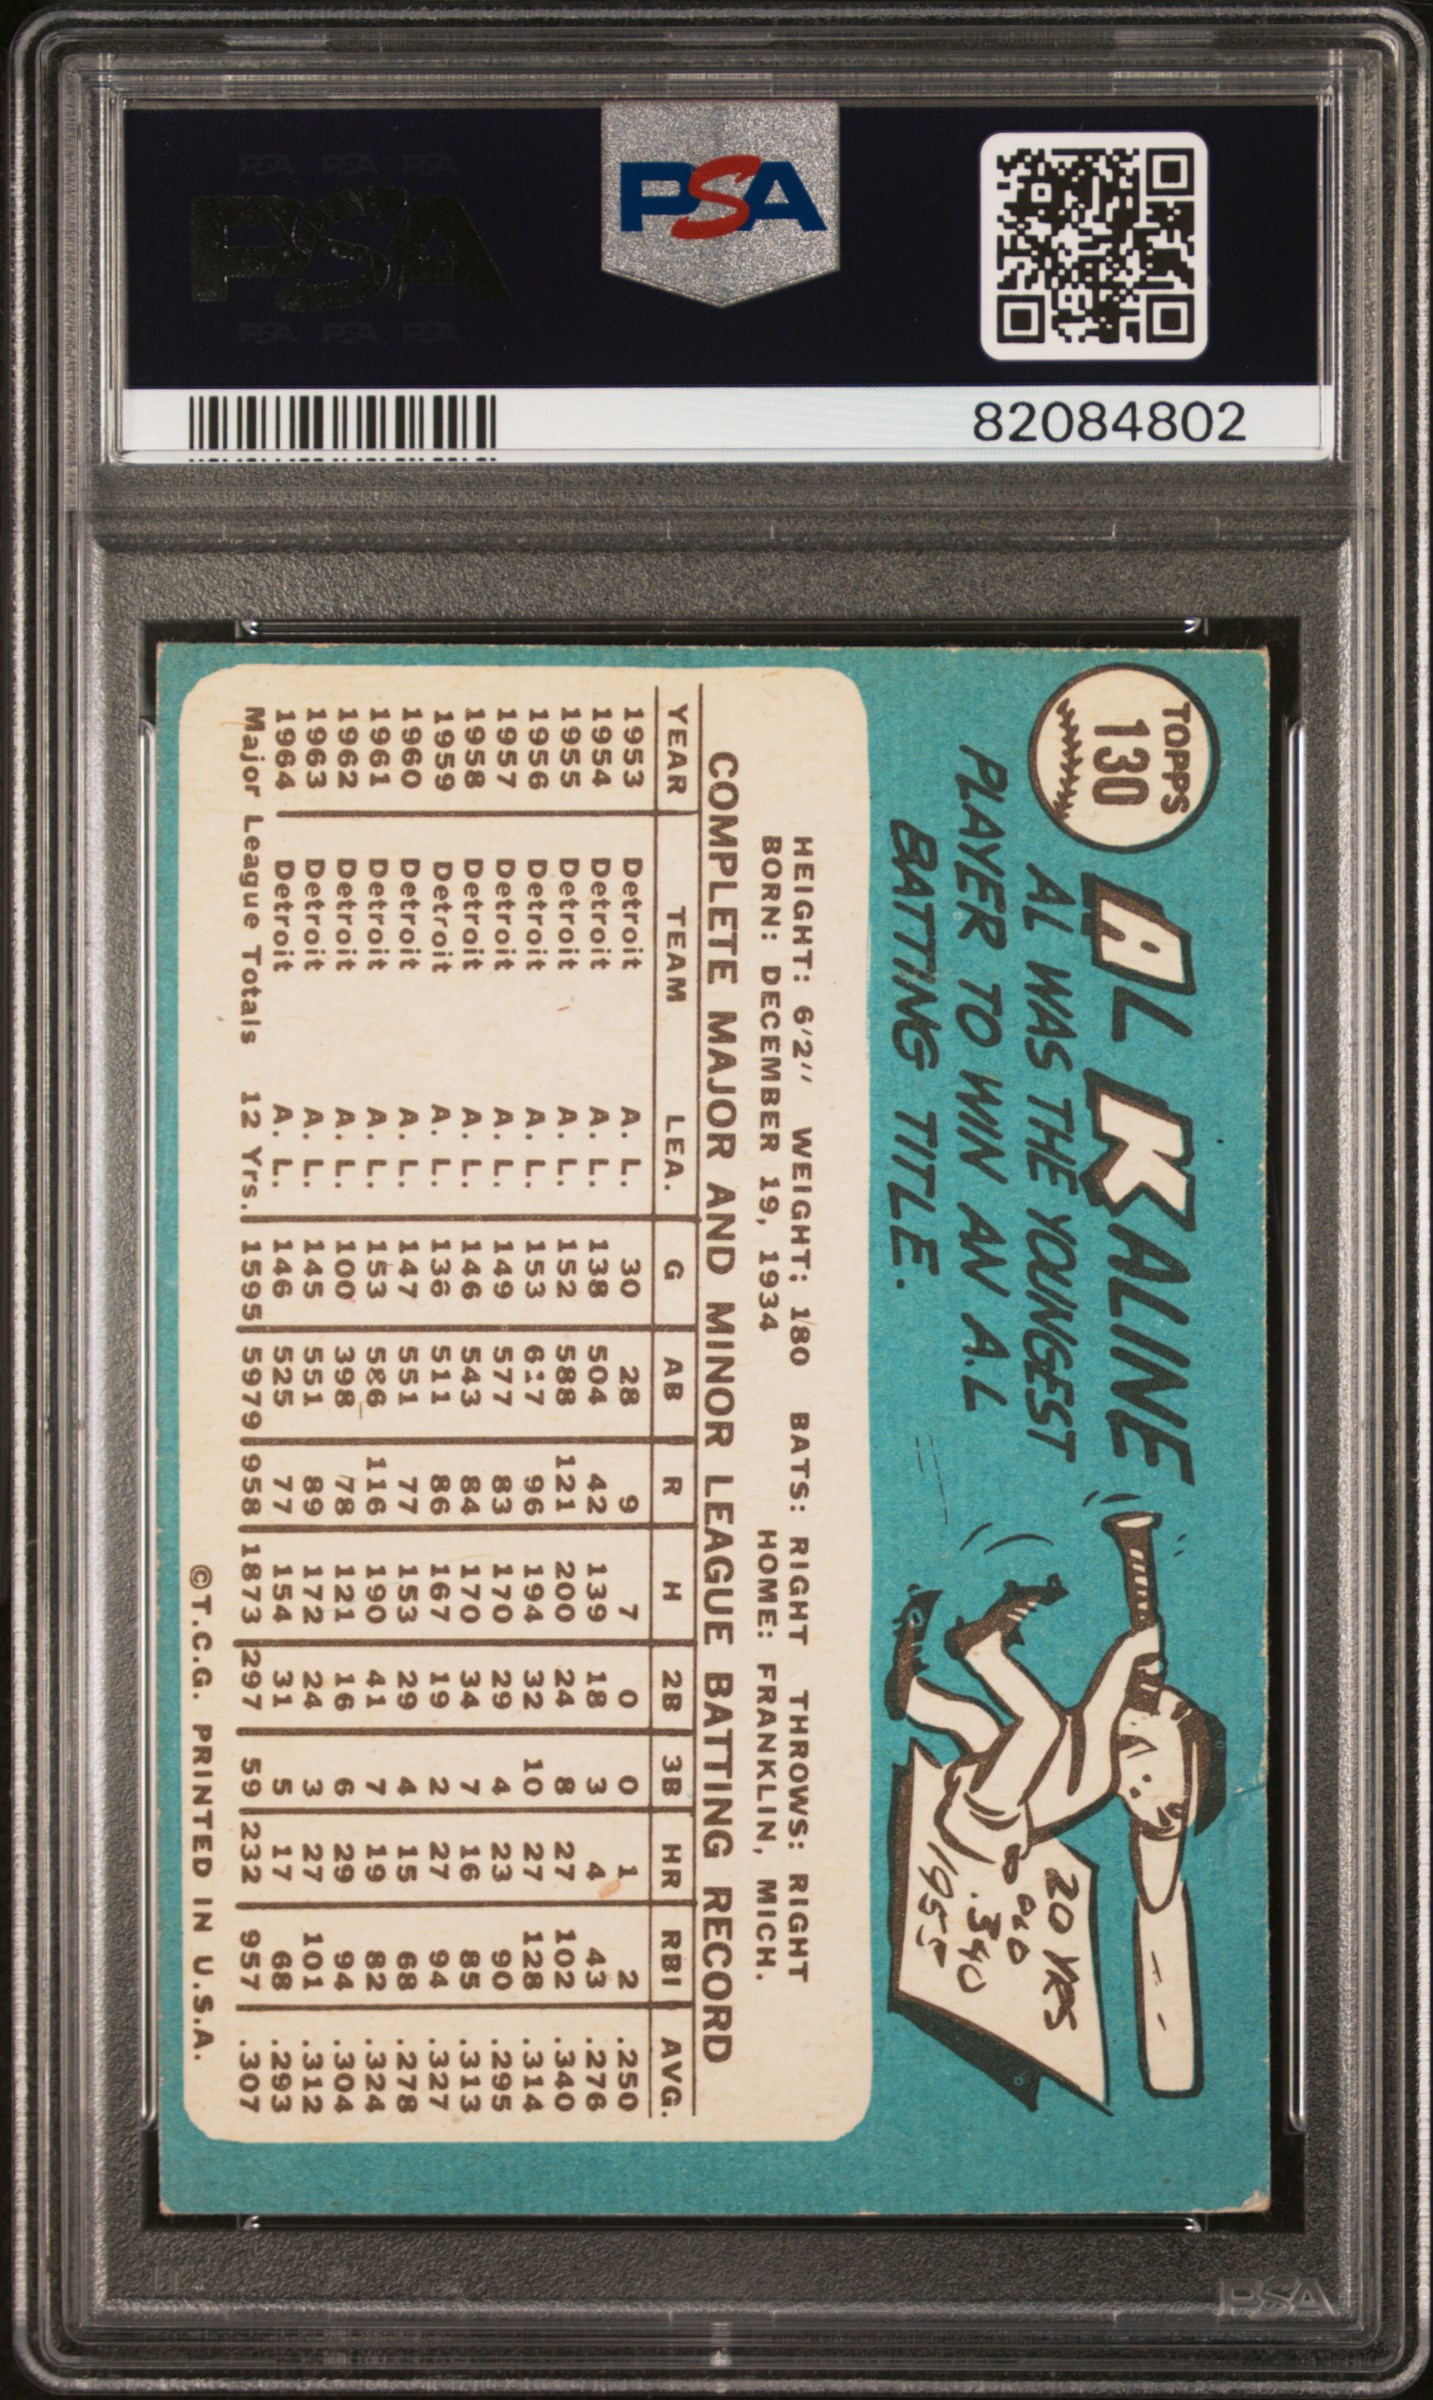 PSA PSA PSA
PSA
PSA PSA PSA
PSA
82084802
TOPPS
130
AL KALINE
AL WAS THE YOUNGEST
PLAYER TO WIN AN A.L
BATTING TITLE.
20 YRS
OLD
.340
1955
HEIGHT: 6'2" WEIGHT: 180 BATS: RIGHT THROWS: RIGHT
BORN: DECEMBER 19, 1934 HOME: FRANKLIN, MICH.
COMPLETE MAJOR AND MINOR LEAGUE BATTING RECORD
YEAR TEAM LEA. G AB R H 2B 3B HR RBI AVG.
1953 Detroit A. L. 30 28 9 7 0 0 1 2 .250
1954 Detroit A. L. 138 504 42 139 18 3 4 43 .276
1955 Detroit A. L. 152 588 121 200 24 8 27 102 .340
1956 Detroit A. L. 153 617 96 194 32 10 27 128 .314
1957 Detroit A. L. 149 577 83 170 29 4 23 90 .295
1958 Detroit A. L. 146 543 84 170 34 7 16 85 .313
1959 Detroit A. L. 136 511 86 167 19 2 27 94 .327
1960 Detroit A. L. 147 551 77 153 29 4 15 68 .278
1961 Detroit A. L. 153 586 116 190 41 7 19 82 .324
1962 Detroit A. L. 100 398 78 121 16 6 29 94 .304
1963 Detroit A. L. 145 551 89 172 24 3 27 101 .312
1964 Detroit A. L. 146 525 77 154 31 5 17 68 .293
Major League Totals 12 Yrs. 1595 5979 958 1873 297 59 232 957 .307
©T.C.G. PRINTED IN U.S.A.
PSA